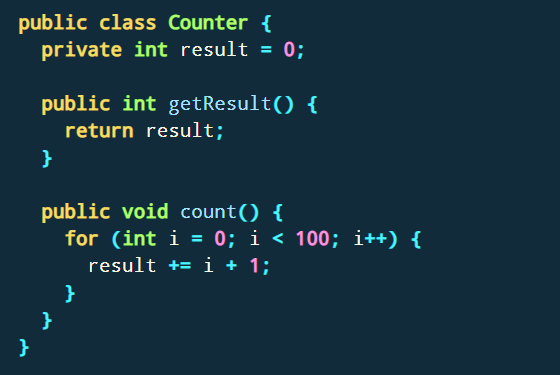 public class Counter {
  private int result = 0;

  public int getResult() {
    return result;
  }

  public void count() {
    for (int i = 0; i < 100; i++) {
      result += i + 1;
    }
  }
}